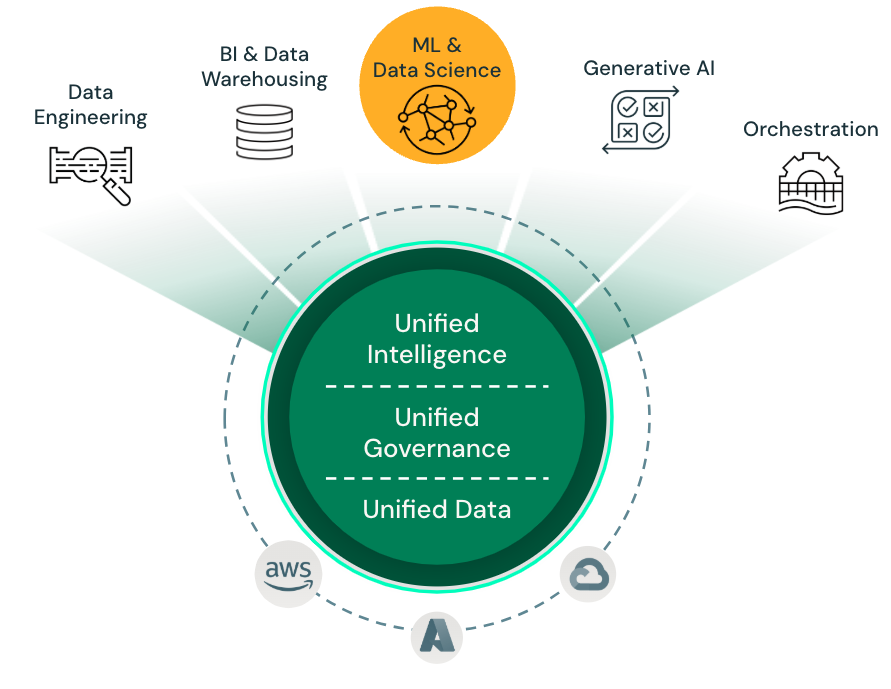 Data
Engineering
BI & Data
Warehousing
ML &
Data Science
Generative AI
Orchestration
Unified
Intelligence
Unified
Governance
Unified Data
aws